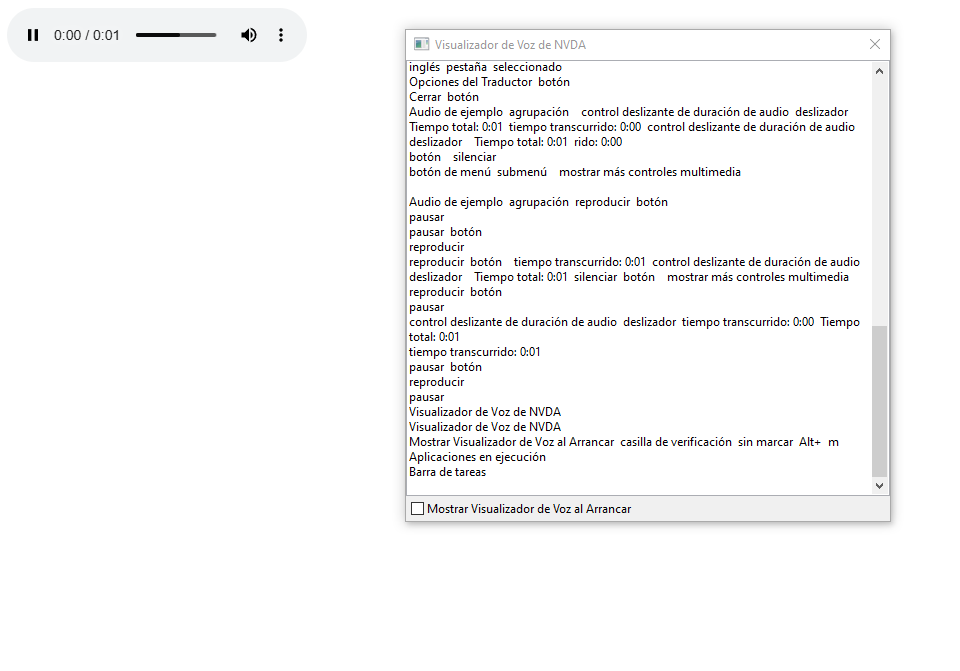 0:00 / 0:01
Visualizador de Voz de NVDA
inglés pestaña seleccionado
Opciones del Traductor botón
Cerrar botón
Audio de ejemplo agrupación control deslizante de duración de audio deslizador
Tiempo total: 0:01 tiempo transcurrido: 0:00 control deslizante de duración de audio
deslizador Tiempo total: 0:01 rido: 0:00
botón silenciar
botón de menú submenú mostrar más controles multimedia
Audio de ejemplo agrupación reproducir botón
pausar
pausar botón
reproducir
reproducir botón tiempo transcurrido: 0:01 control deslizante de duración de audio
deslizador Tiempo total: 0:01 silenciar botón mostrar más controles multimedia
reproducir botón
pausar
control deslizante de duración de audio deslizador tiempo transcurrido: 0:00 Tiempo
total: 0:01
tiempo transcurrido: 0:01
pausar botón
reproducir
pausar
Visualizador de Voz de NVDA
Visualizador de Voz de NVDA
Mostrar Visualizador de Voz al Arrancar casilla de verificación sin marcar Alt+ m
Aplicaciones en ejecución
Barra de tareas
Mostrar Visualizador de Voz al Arrancar